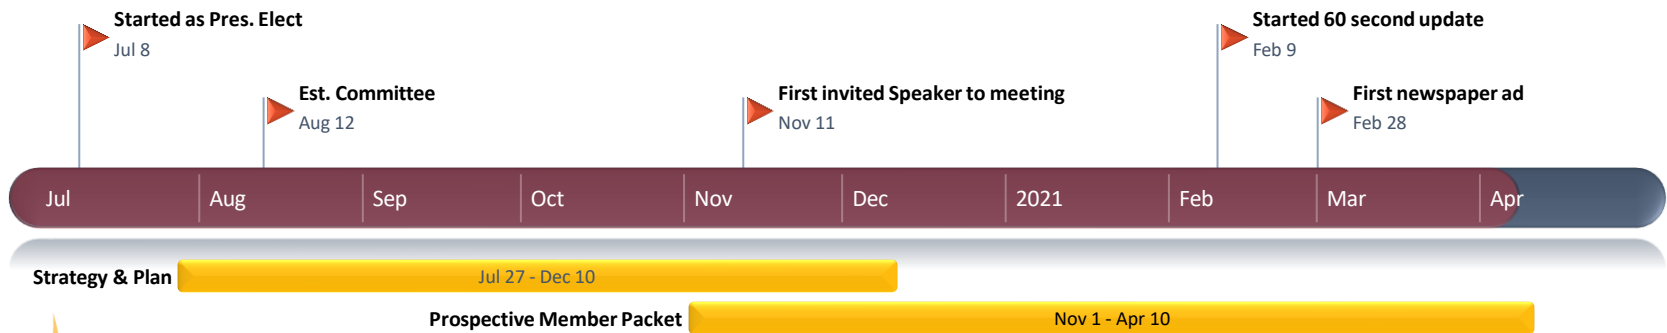 Started as Pres. Elect
Jul 8
Started 60 second update
Feb 9
Est. Committee
Aug 12
First invited Speaker to meeting
Nov 11
First newspaper ad
Feb 28
Jul Aug Sep Oct Nov Dec 2021 Feb Mar Apr
Strategy & Plan Jul 27 - Dec 10
Prospective Member Packet Nov 1 - Apr 10